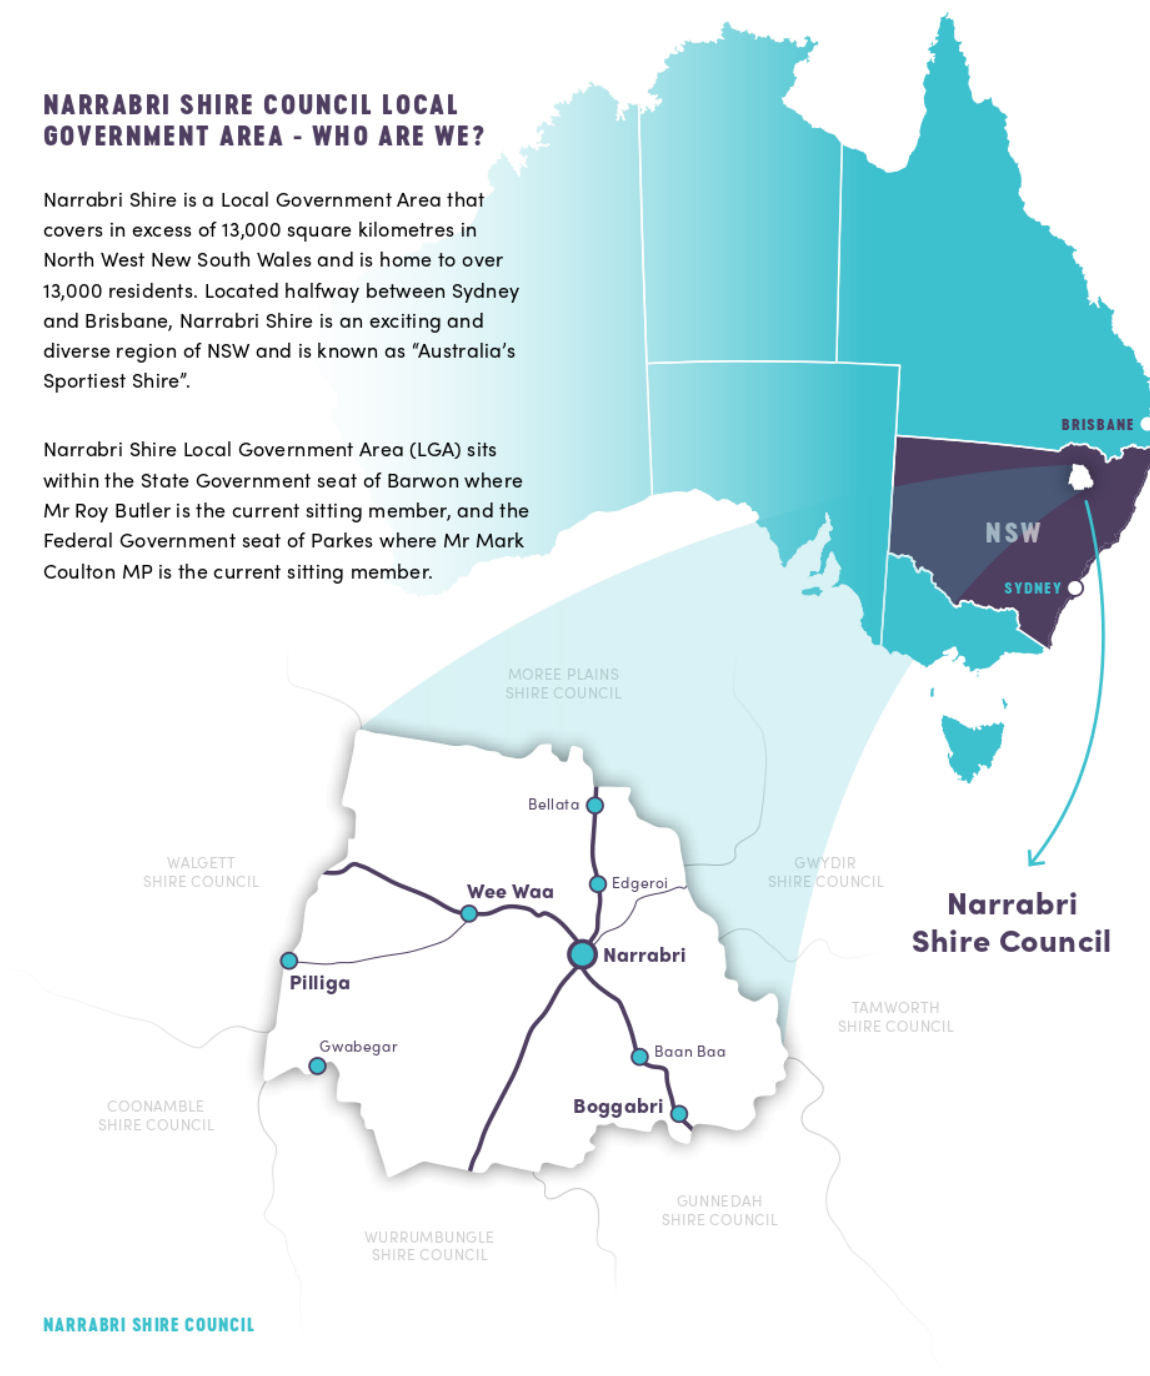 NARRABRI SHIRE COUNCIL LOCAL
GOVERNMENT AREA - WHO ARE WE?
Narrabri Shire is a Local Government Area that
covers in excess of 13,000 square kilometres in
North West New South Wales and is home to over
13,000 residents. Located halfway between Sydney
and Brisbane, Narrabri Shire is an exciting and
diverse region of NSW and is known as “Australia’s
Sportiest Shire”.
Narrabri Shire Local Government Area (LGA) sits
within the State Government seat of Barwon where
Mr Roy Butler is the current sitting member, and the
Federal Government seat of Parkes where Mr Mark
Coulton MP is the current sitting member.
BRISBANE
NSW
SYDNEY
MOREE PLAINS
SHIRE COUNCIL
Bellata
WALGETT
SHIRE COUNCIL
GWYDIR
SHIRE COUNCIL
Edgeroi
Wee Waa
Narrabri
Shire Council
Narrabri
Pilliga
TAMWORTH
SHIRE COUNCIL
Gwabegar
Baan Baa
COONAMBLE
SHIRE COUNCIL
Boggabri
GUNNEDAH
SHIRE COUNCIL
WURRUMBUNGLE
SHIRE COUNCIL
NARRABRI SHIRE COUNCIL